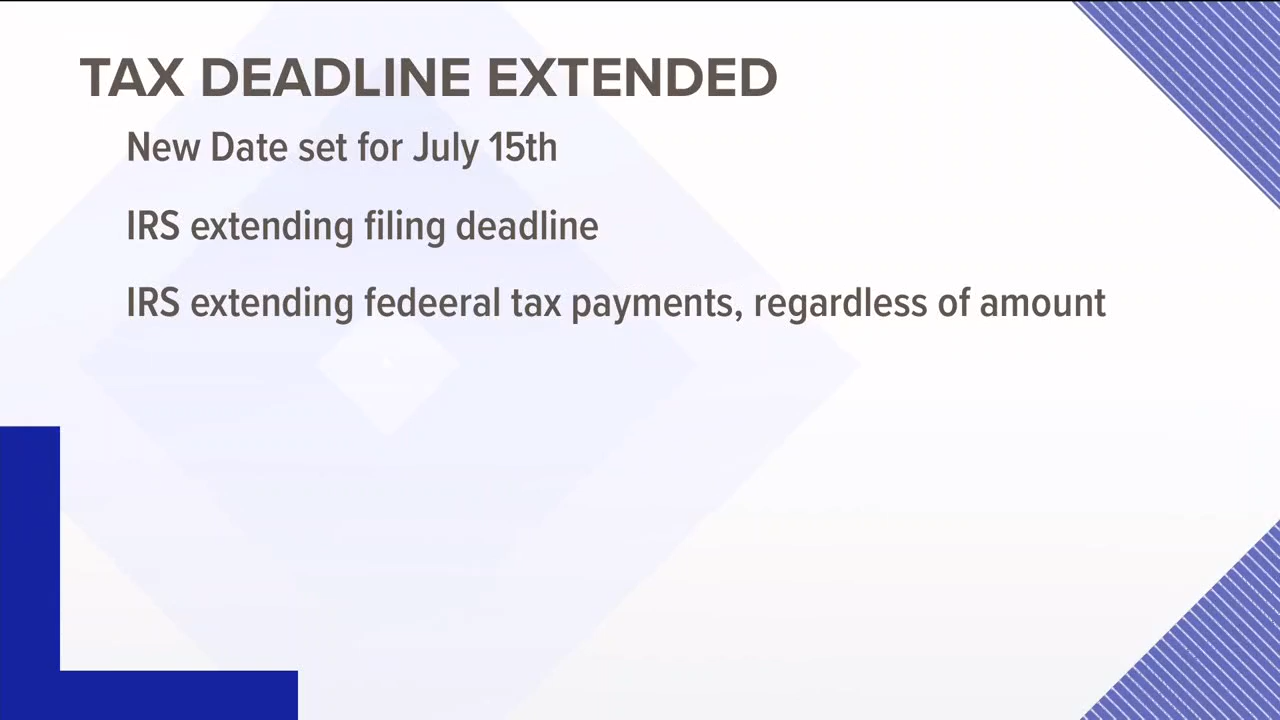 TAX DEADLINE EXTENDED
New Date set for July 15th
IRS extending filing deadline
IRS extending fedeeral tax payments, regardless of amount